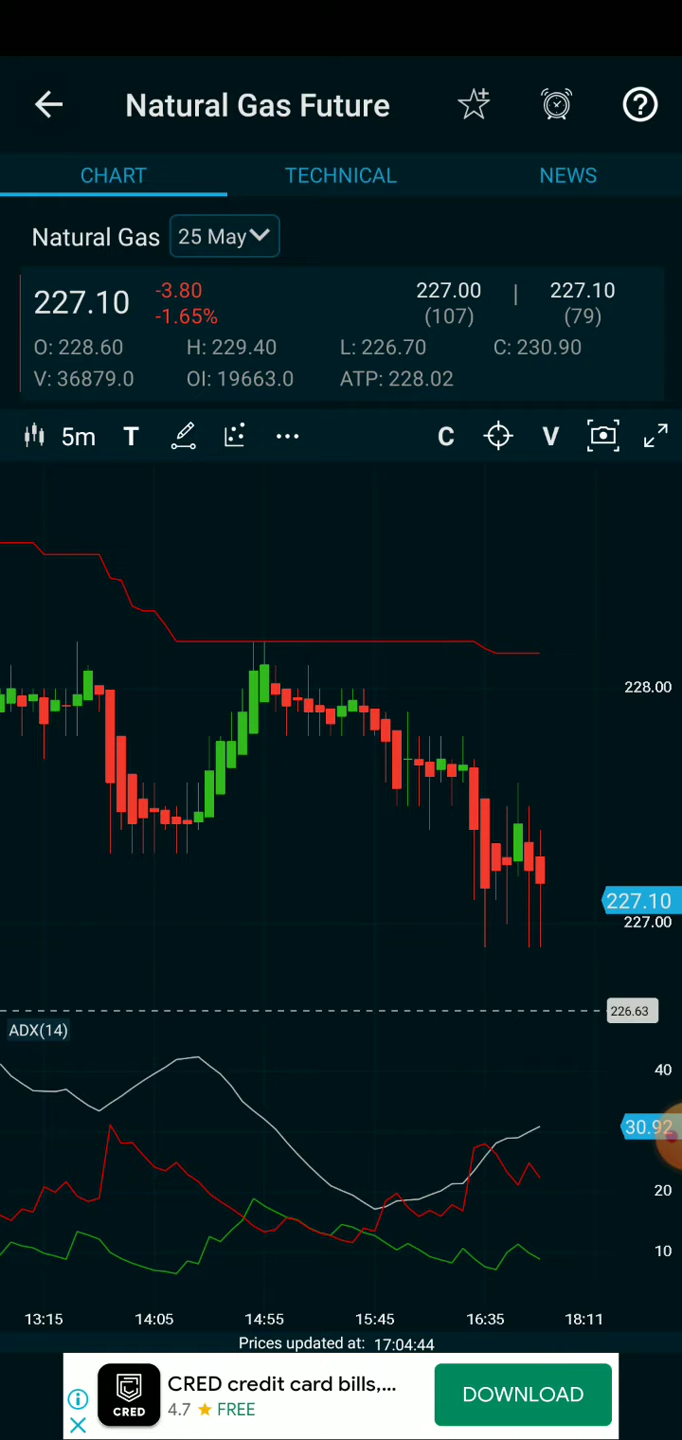 Natural Gas Future
CHART TECHNICAL NEWS
Natural Gas 25 May
227.10 -3.80 -1.65% 227.00 (107) | 227.10 (79)
O: 228.60 H: 229.40 L: 226.70 C: 230.90
V: 36879.0 OI: 19663.0 ATP: 228.02
5m T C V
228.00
227.10
227.00
226.63
ADX(14)
40
30.92
20
10
13:15 14:05 14:55 15:45 16:35 18:11
Prices updated at: 17:04:44
CRED credit card bills,...
4.7 FREE
CRED
DOWNLOAD